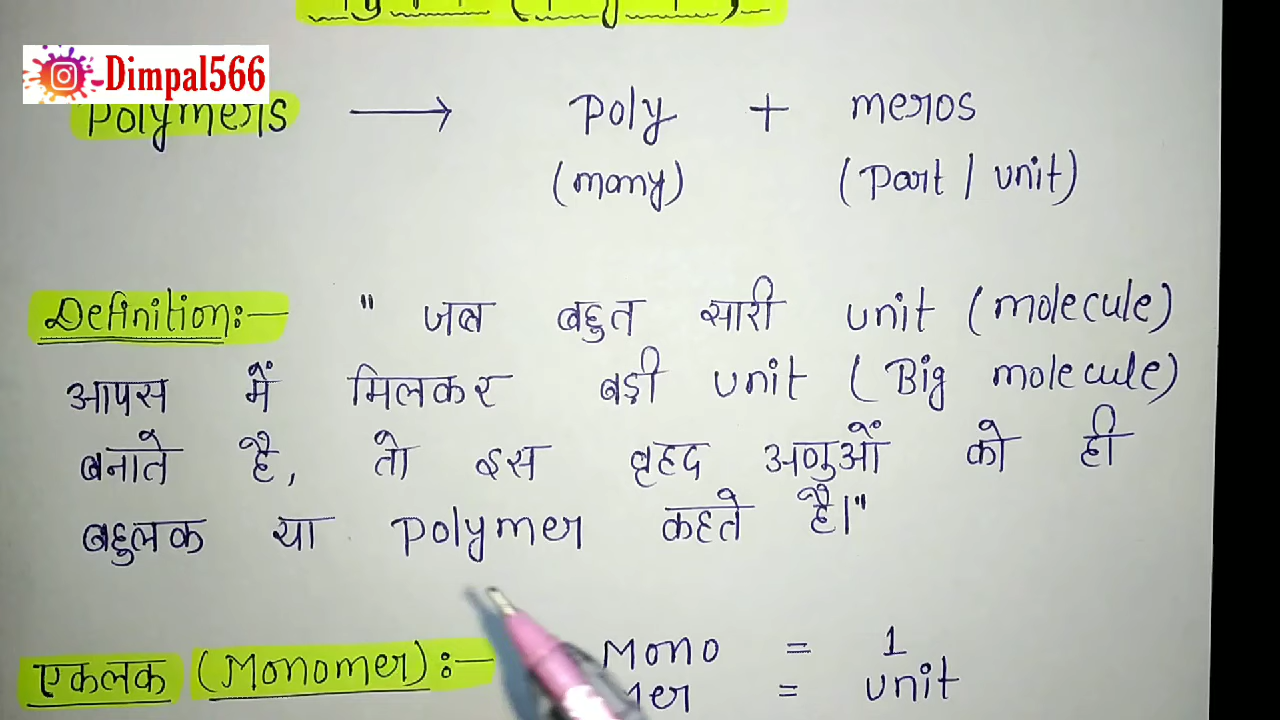 Dimpal566
Polymers → Poly + meros
(many) (Part / unit)
Definition:- " जब बहुत सारी unit (molecule)
आपस में मिलकर बड़ी unit ( Big molecule)
बनाते है, तो इस वृहद अणुओं को ही
बहुलक या Polymer कहते है।"
एकलक (Monomer):- Mono = 1
mer = unit